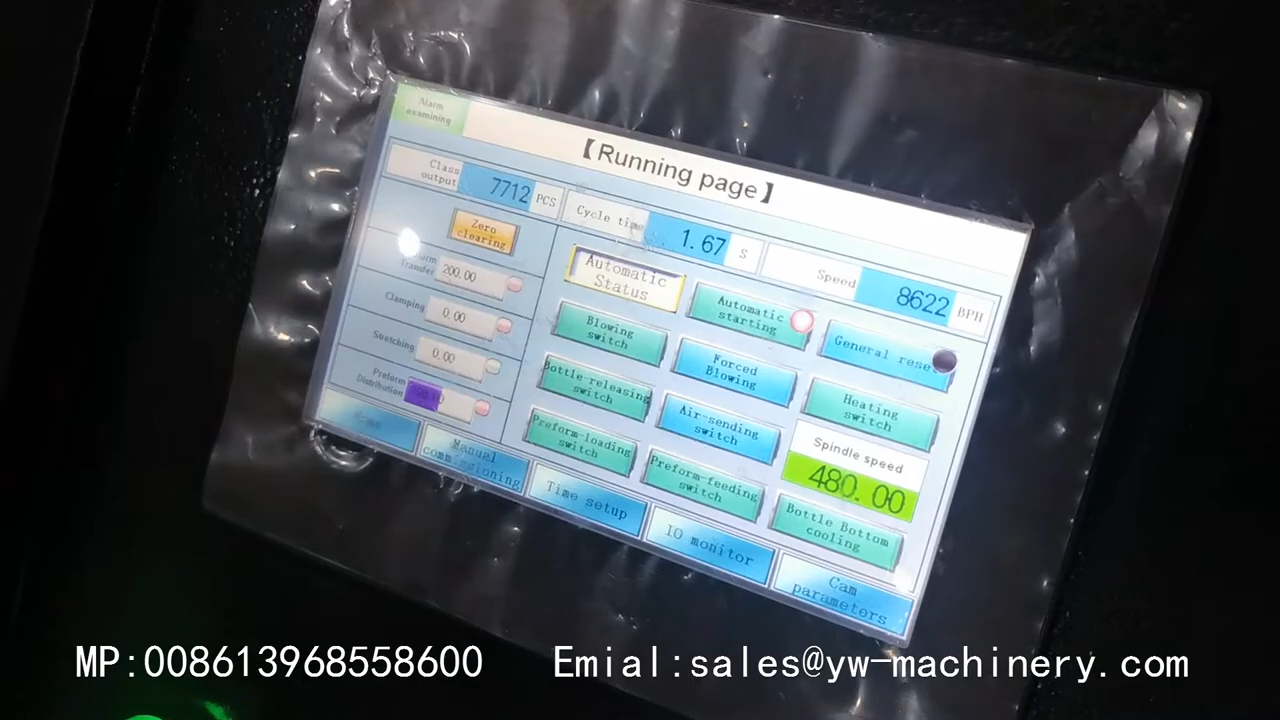 Alarm
examining
【Running page】
Class
output
7712
PCS
Cycle time
1.67
S
Speed
8622
BPH
Zero
clearing
Transfer
200.00
Clamping
0.00
Stretching
0.00
Preform
Distribution
Automatic
Status
Automatic
starting
General rese
Blowing
switch
Forced
Blowing
Heating
switch
Bottle-releasing
switch
Air-sending
switch
Spindle speed
480.00
Preform-loading
switch
Preform-feeding
switch
Bottle Bottom
cooling
Manual
commissioning
Time setup
IO monitor
Cam
parameters
MP:008613968558600
Emial:sales@yw-machinery.com